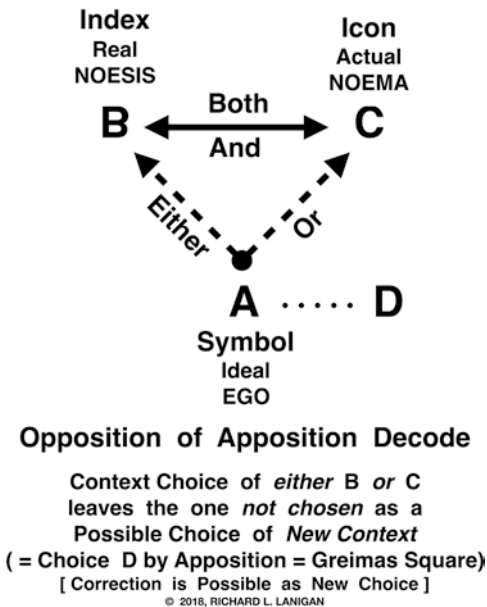 Index
Real
NOESIS
Icon
Actual
NOEMA
B
Both
And
C
Either
Or
A . . . . . D
Symbol
Ideal
EGO
Opposition of Apposition Decode
Context Choice of either B or C
leaves the one not chosen as a
Possible Choice of New Context
( = Choice D by Apposition = Greimas Square)
[ Correction is Possible as New Choice ]
© 2018, RICHARD L. LANIGAN